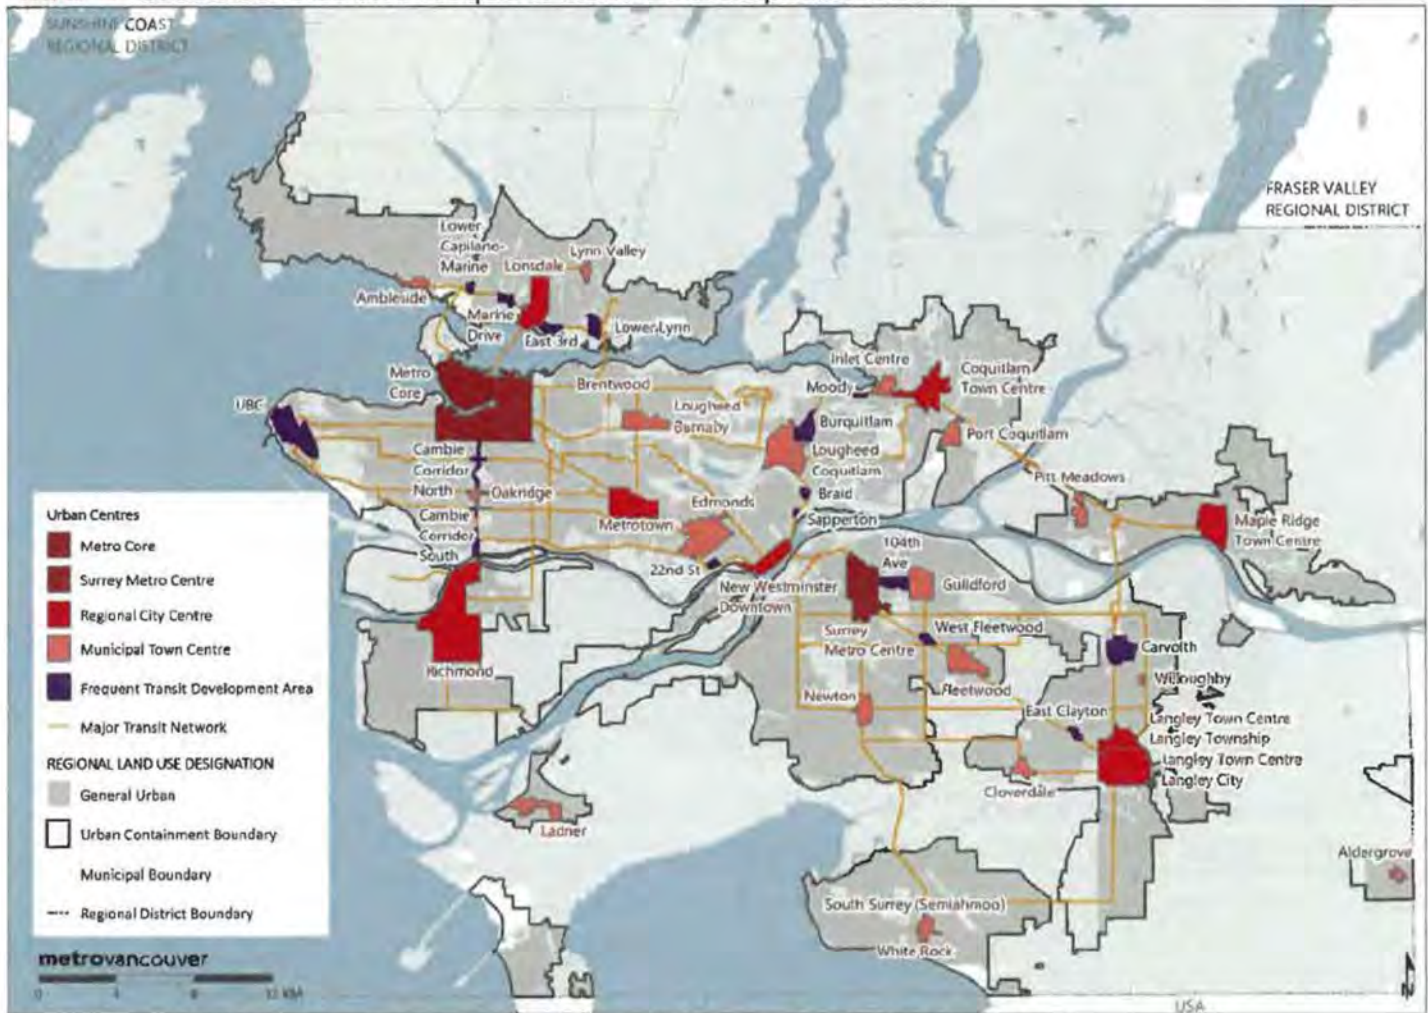 SUNSHINE COAST
REGIONAL DISTRICT
FRASER VALLEY
REGIONAL DISTRICT
Lower
Capilano-
Marine
Lonsdale
Lynn Valley
Ambleside
Marine
Drive
East 3rd
Lower Lynn
Metro
Core
Brentwood
Inlet Centre
Moody
Coquitlam
Town Centre
UBC
Lougheed
Burnaby
Burquitlam
Port Coquitlam
Cambie
Corridor
North
Lougheed
Coquitlam
Oakridge
Edmonds
Braid
Pitt Meadows
Cambie
Corridor
South
Metrotown
Sapperton
Maple Ridge
Town Centre
22nd St
104th
Ave
New Westminster
Downtown
Guildford
Surrey
Metro Centre
West Fleetwood
Carvolth
Richmond
Fleetwood
Willoughby
Newton
East Clayton
Langley Town Centre
Langley Township
Langley Town Centre
Langley City
Cloverdale
Ladner
Aldergrove
South Surrey (Semiahmoo)
White Rock
USA
Urban Centres
Metro Core
Surrey Metro Centre
Regional City Centre
Municipal Town Centre
Frequent Transit Development Area
Major Transit Network
REGIONAL LAND USE DESIGNATION
General Urban
Urban Containment Boundary
Municipal Boundary
Regional District Boundary
metrovancouver
0 4 8 12 KM
N